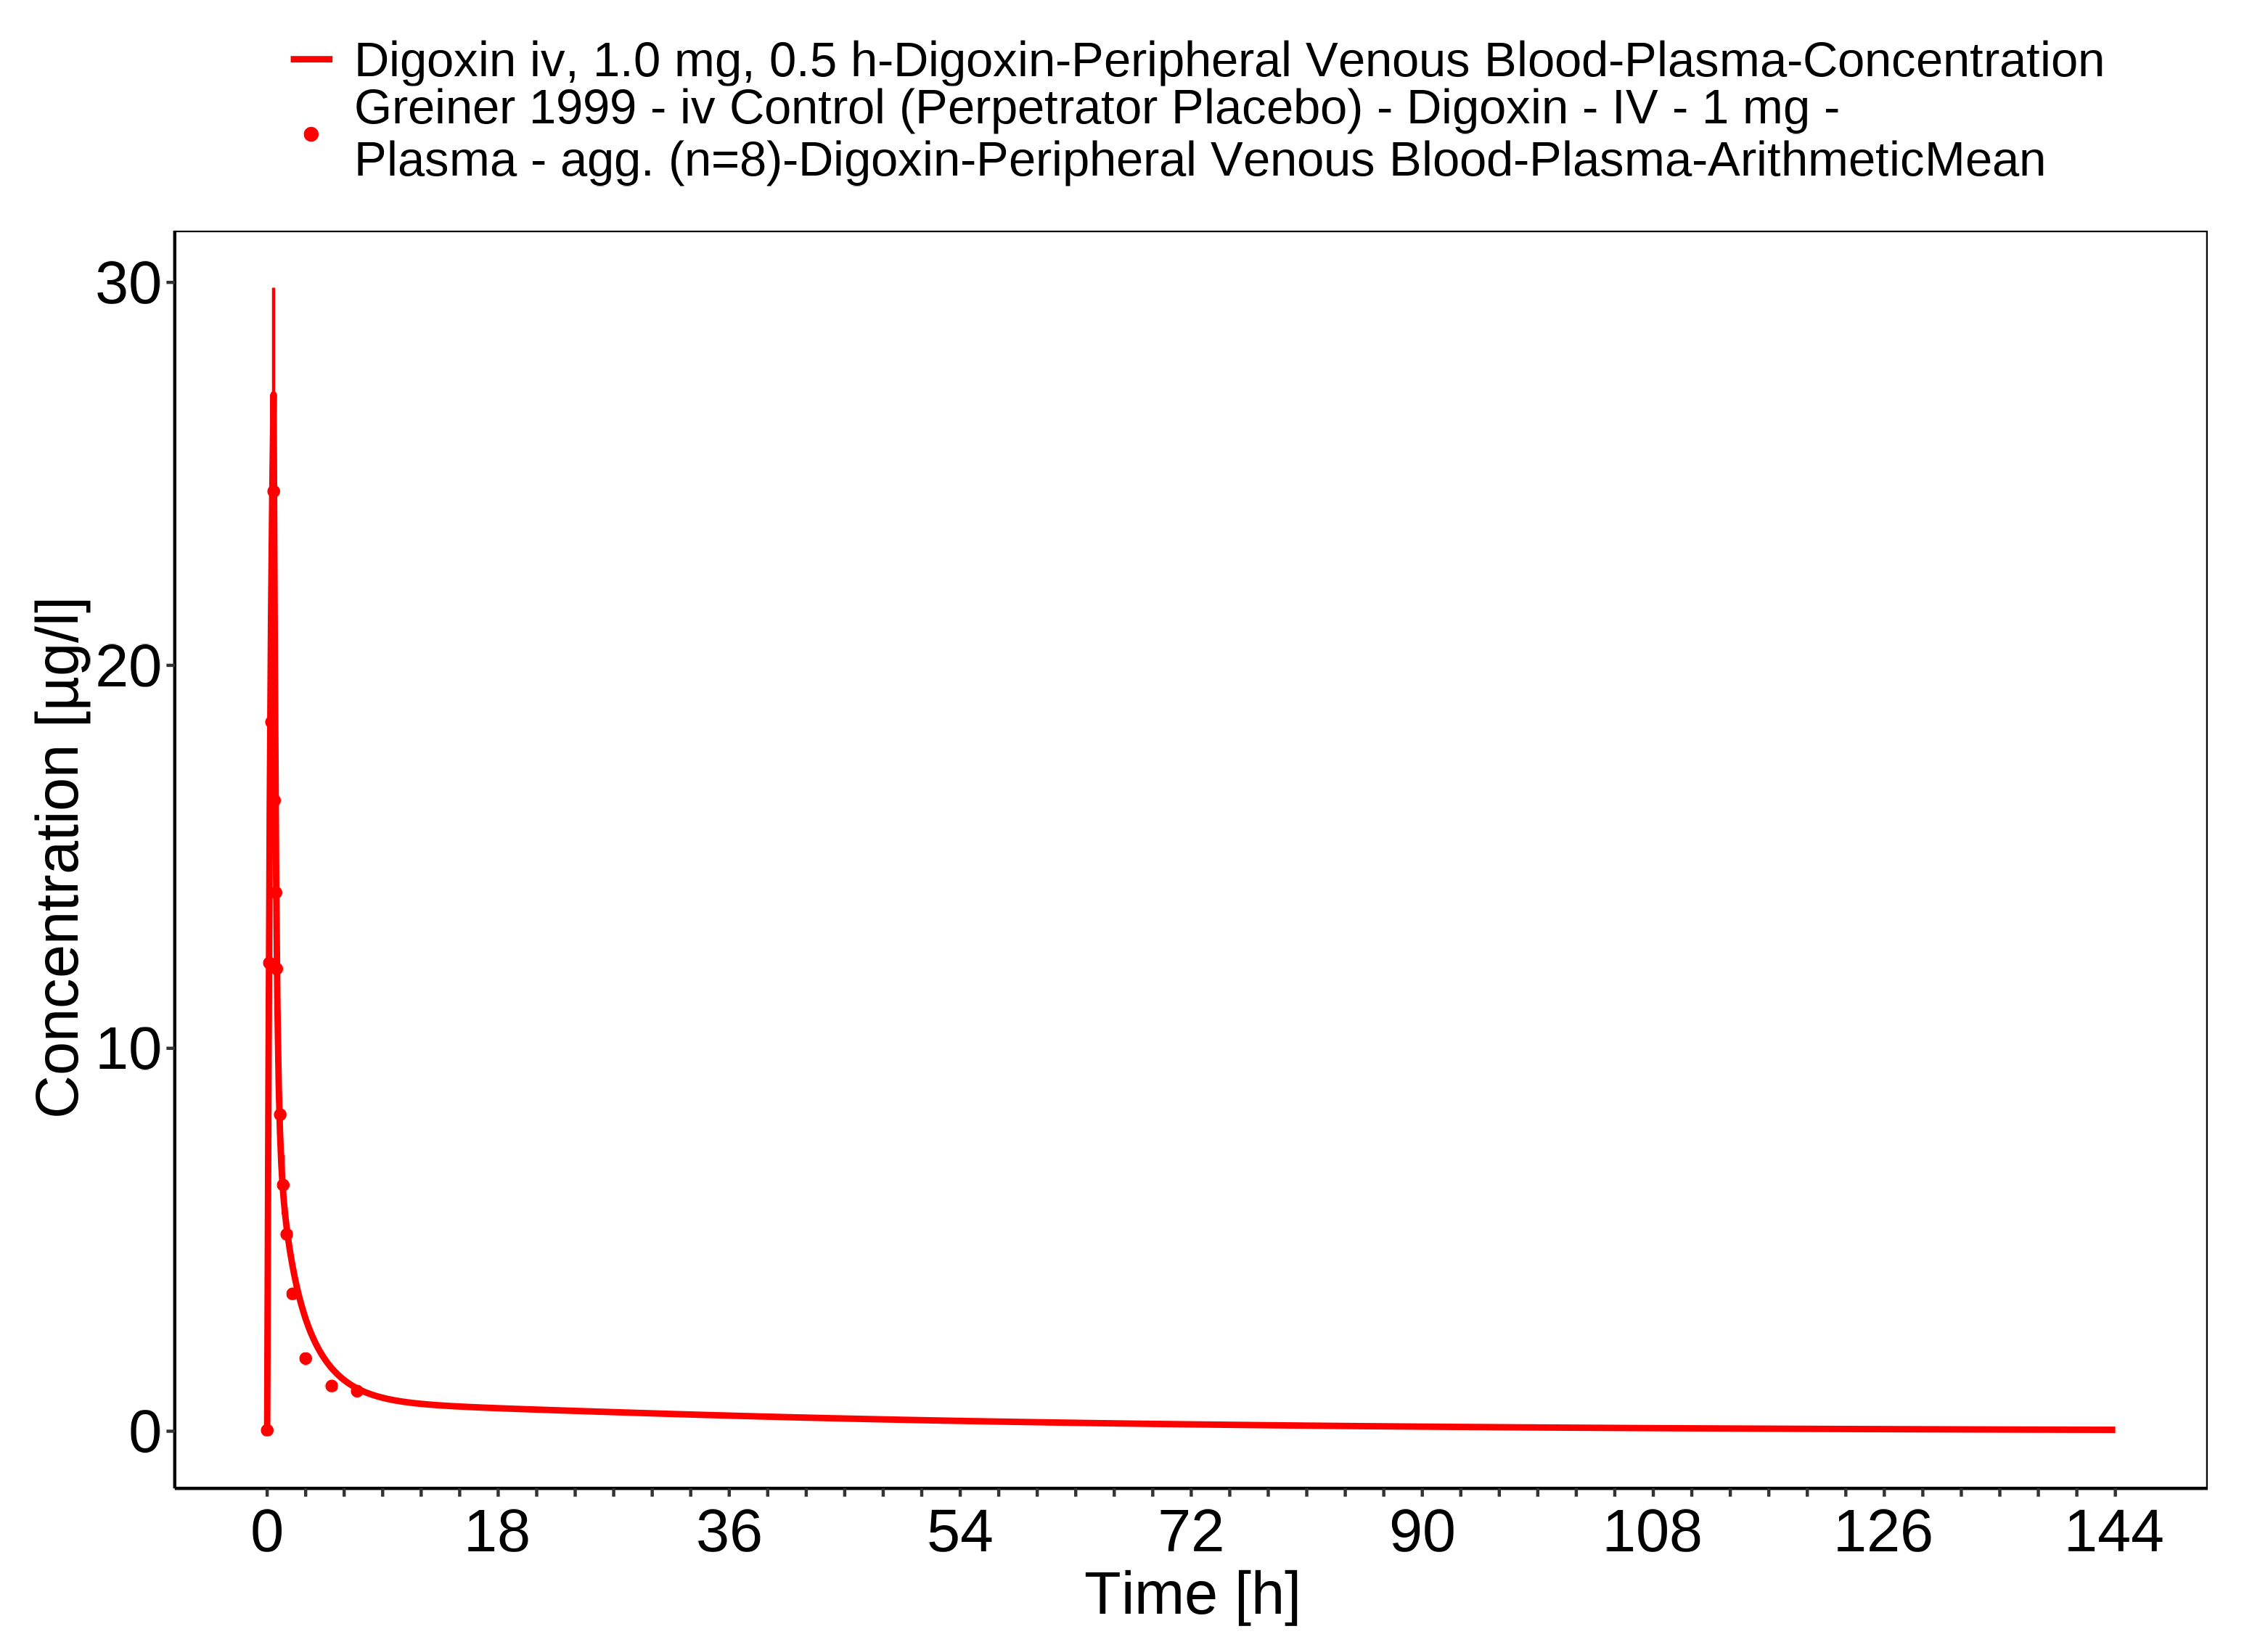 Digoxin iv, 1.0 mg, 0.5 h-Digoxin-Peripheral Venous Blood-Plasma-Concentration
Greiner 1999 - iv Control (Perpetrator Placebo) - Digoxin - IV - 1 mg -
Plasma - agg. (n=8)-Digoxin-Peripheral Venous Blood-Plasma-ArithmeticMean
30
20
10
0
Concentration [µg/l]
0 18 36 54 72 90 108 126 144
Time [h]